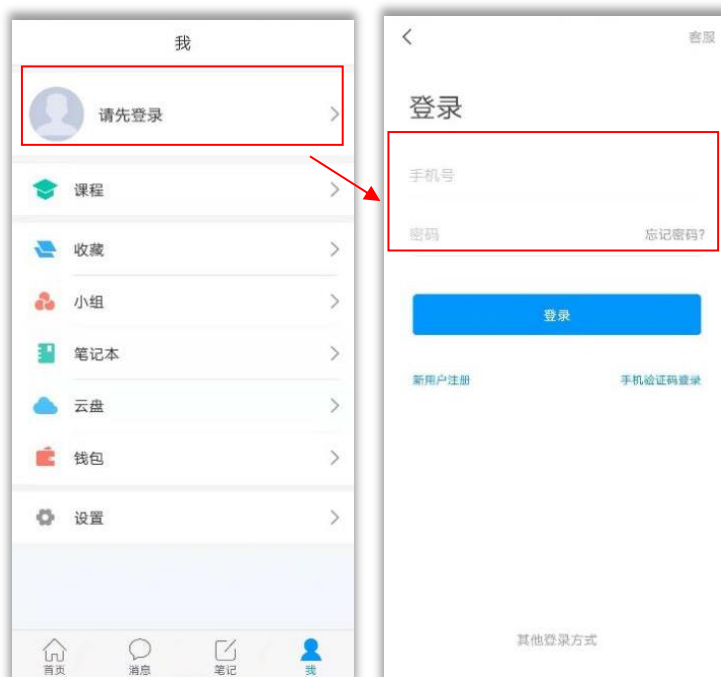 我
请先登录
课程
收藏
小组
笔记本
云盘
钱包
设置
首页
消息
笔记
我
客服
登录
手机号
密码
忘记密码?
登录
新用户注册
手机验证码登录
其他登录方式